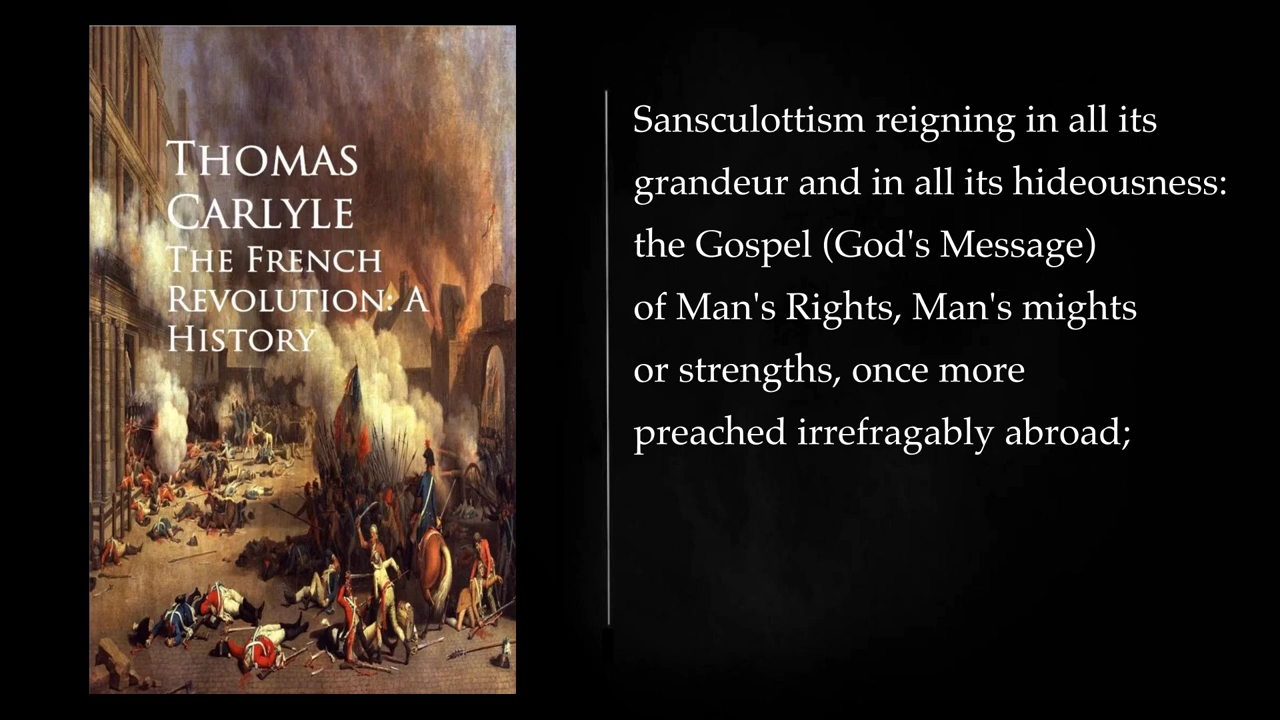 THOMAS
CARLYLE
THE FRENCH
REVOLUTION: A
HISTORY
Sansculottism reigning in all its
grandeur and in all its hideousness:
the Gospel (God's Message)
of Man's Rights, Man's mights
or strengths, once more
preached irrefragably abroad;